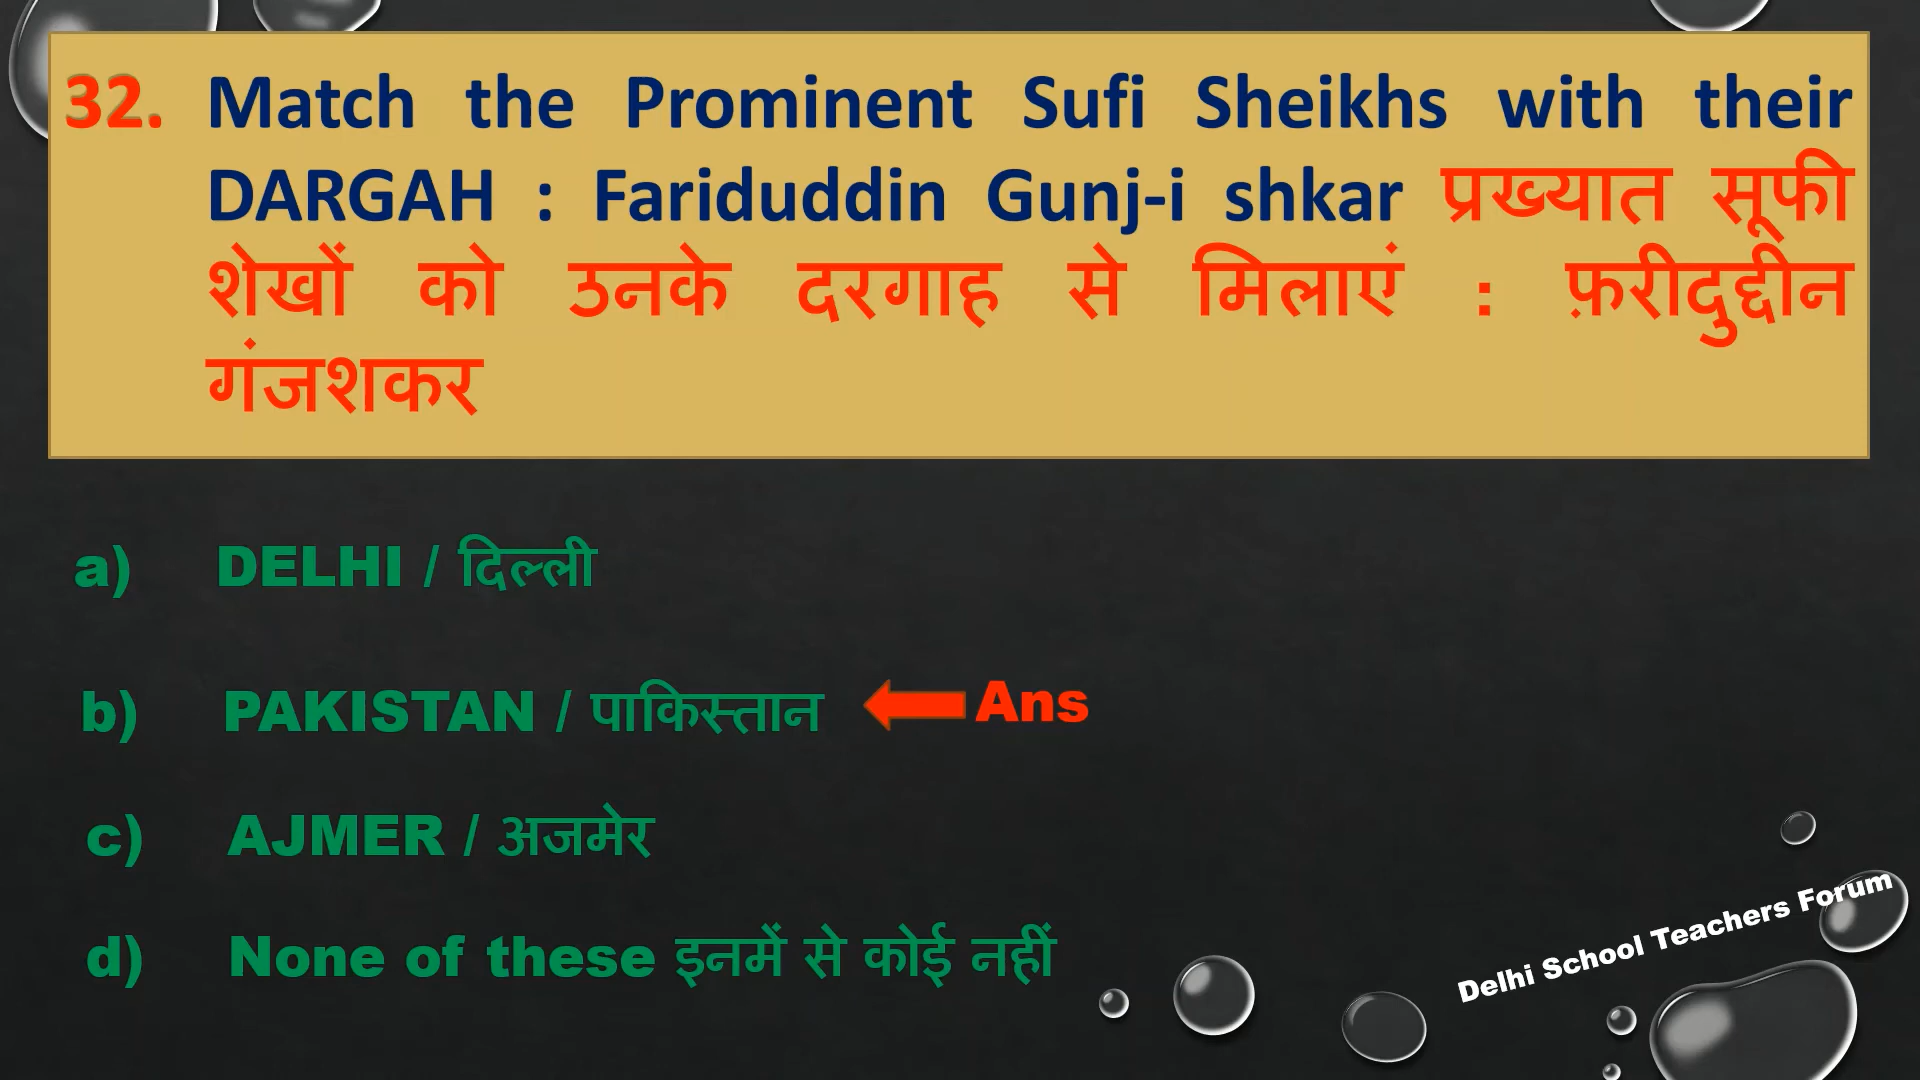 32. Match the Prominent Sufi Sheikhs with their
DARGAH : Fariduddin Gunj-i shkar प्रख्यात सूफी
शेखों को उनके दरगाह से मिलाएं : फ़रीदुद्दीन
गंजशकर
a) DELHI / दिल्ली
b) PAKISTAN / पाकिस्तान Ans
c) AJMER / अजमेर
d) None of these इनमें से कोई नहीं
Delhi School Teachers Forum